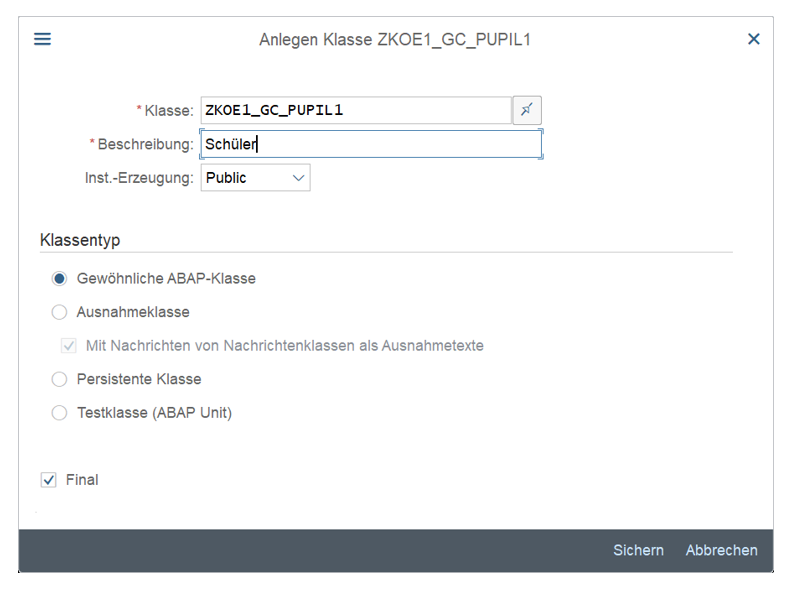 Anlegen Klasse ZKOE1_GC_PUPIL1
* Klasse: ZKOE1_GC_PUPIL1
* Beschreibung: Schüler
Inst.-Erzeugung: Public
Klassentyp
Gewöhnliche ABAP-Klasse
Ausnahmeklasse
Mit Nachrichten von Nachrichtenklassen als Ausnahmetexte
Persistente Klasse
Testklasse (ABAP Unit)
Final
Sichern Abbrechen